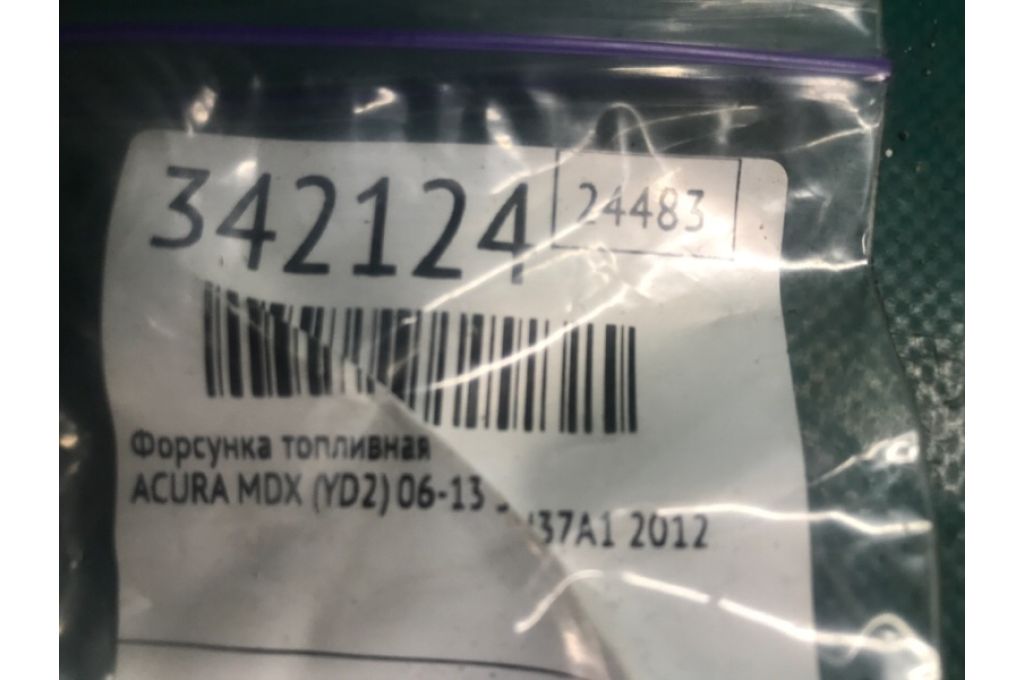 342124 24483
Форсунка топливная
ACURA MDX (YD2) 06-13 37A1 2012